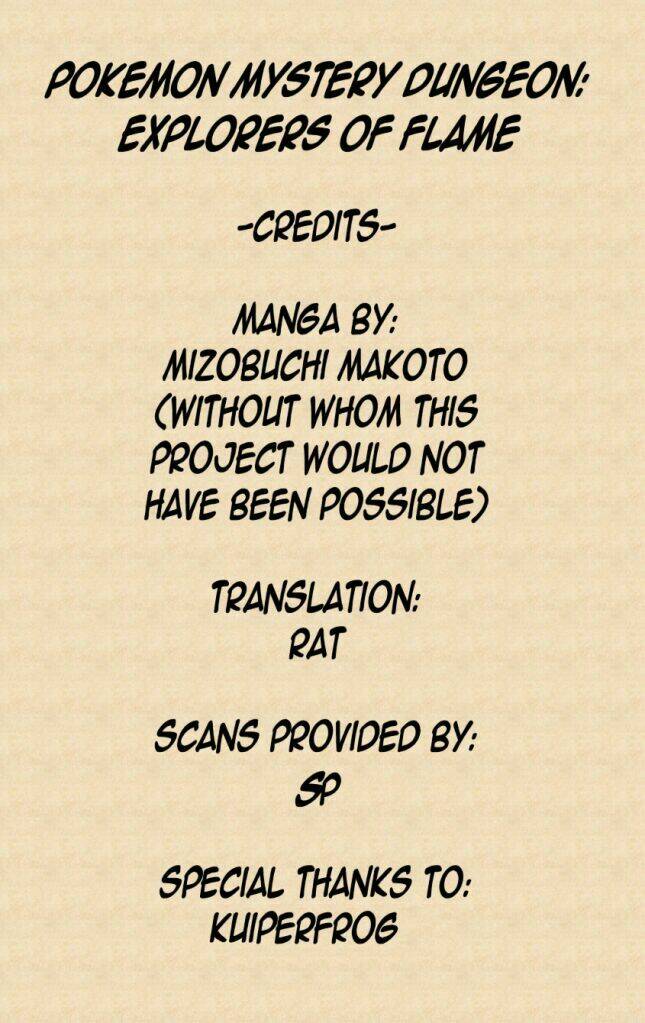 POKEMON MYSTERY DUNGEON:
EXPLORERS OF FLAME
-CREDITS-
MANGA BY:
MIZOBUCHI MAKOTO
(WITHOUT WHOM THIS
PROJECT WOULD NOT
HAVE BEEN POSSIBLE)
TRANSLATION:
RAT
SCANS PROVIDED BY:
SP
SPECIAL THANKS TO:
KUIPERFROG